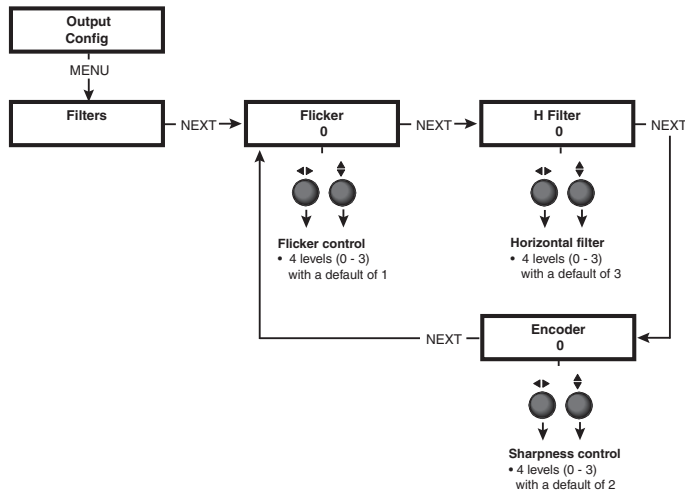 Output
Config
MENU
Filters
NEXT
Flicker
0
NEXT
H Filter
0
NEXT
Flicker control
• 4 levels (0 - 3)
with a default of 1
Horizontal filter
• 4 levels (0 - 3)
with a default of 3
Encoder
0
NEXT
Sharpness control
• 4 levels (0 - 3)
with a default of 2